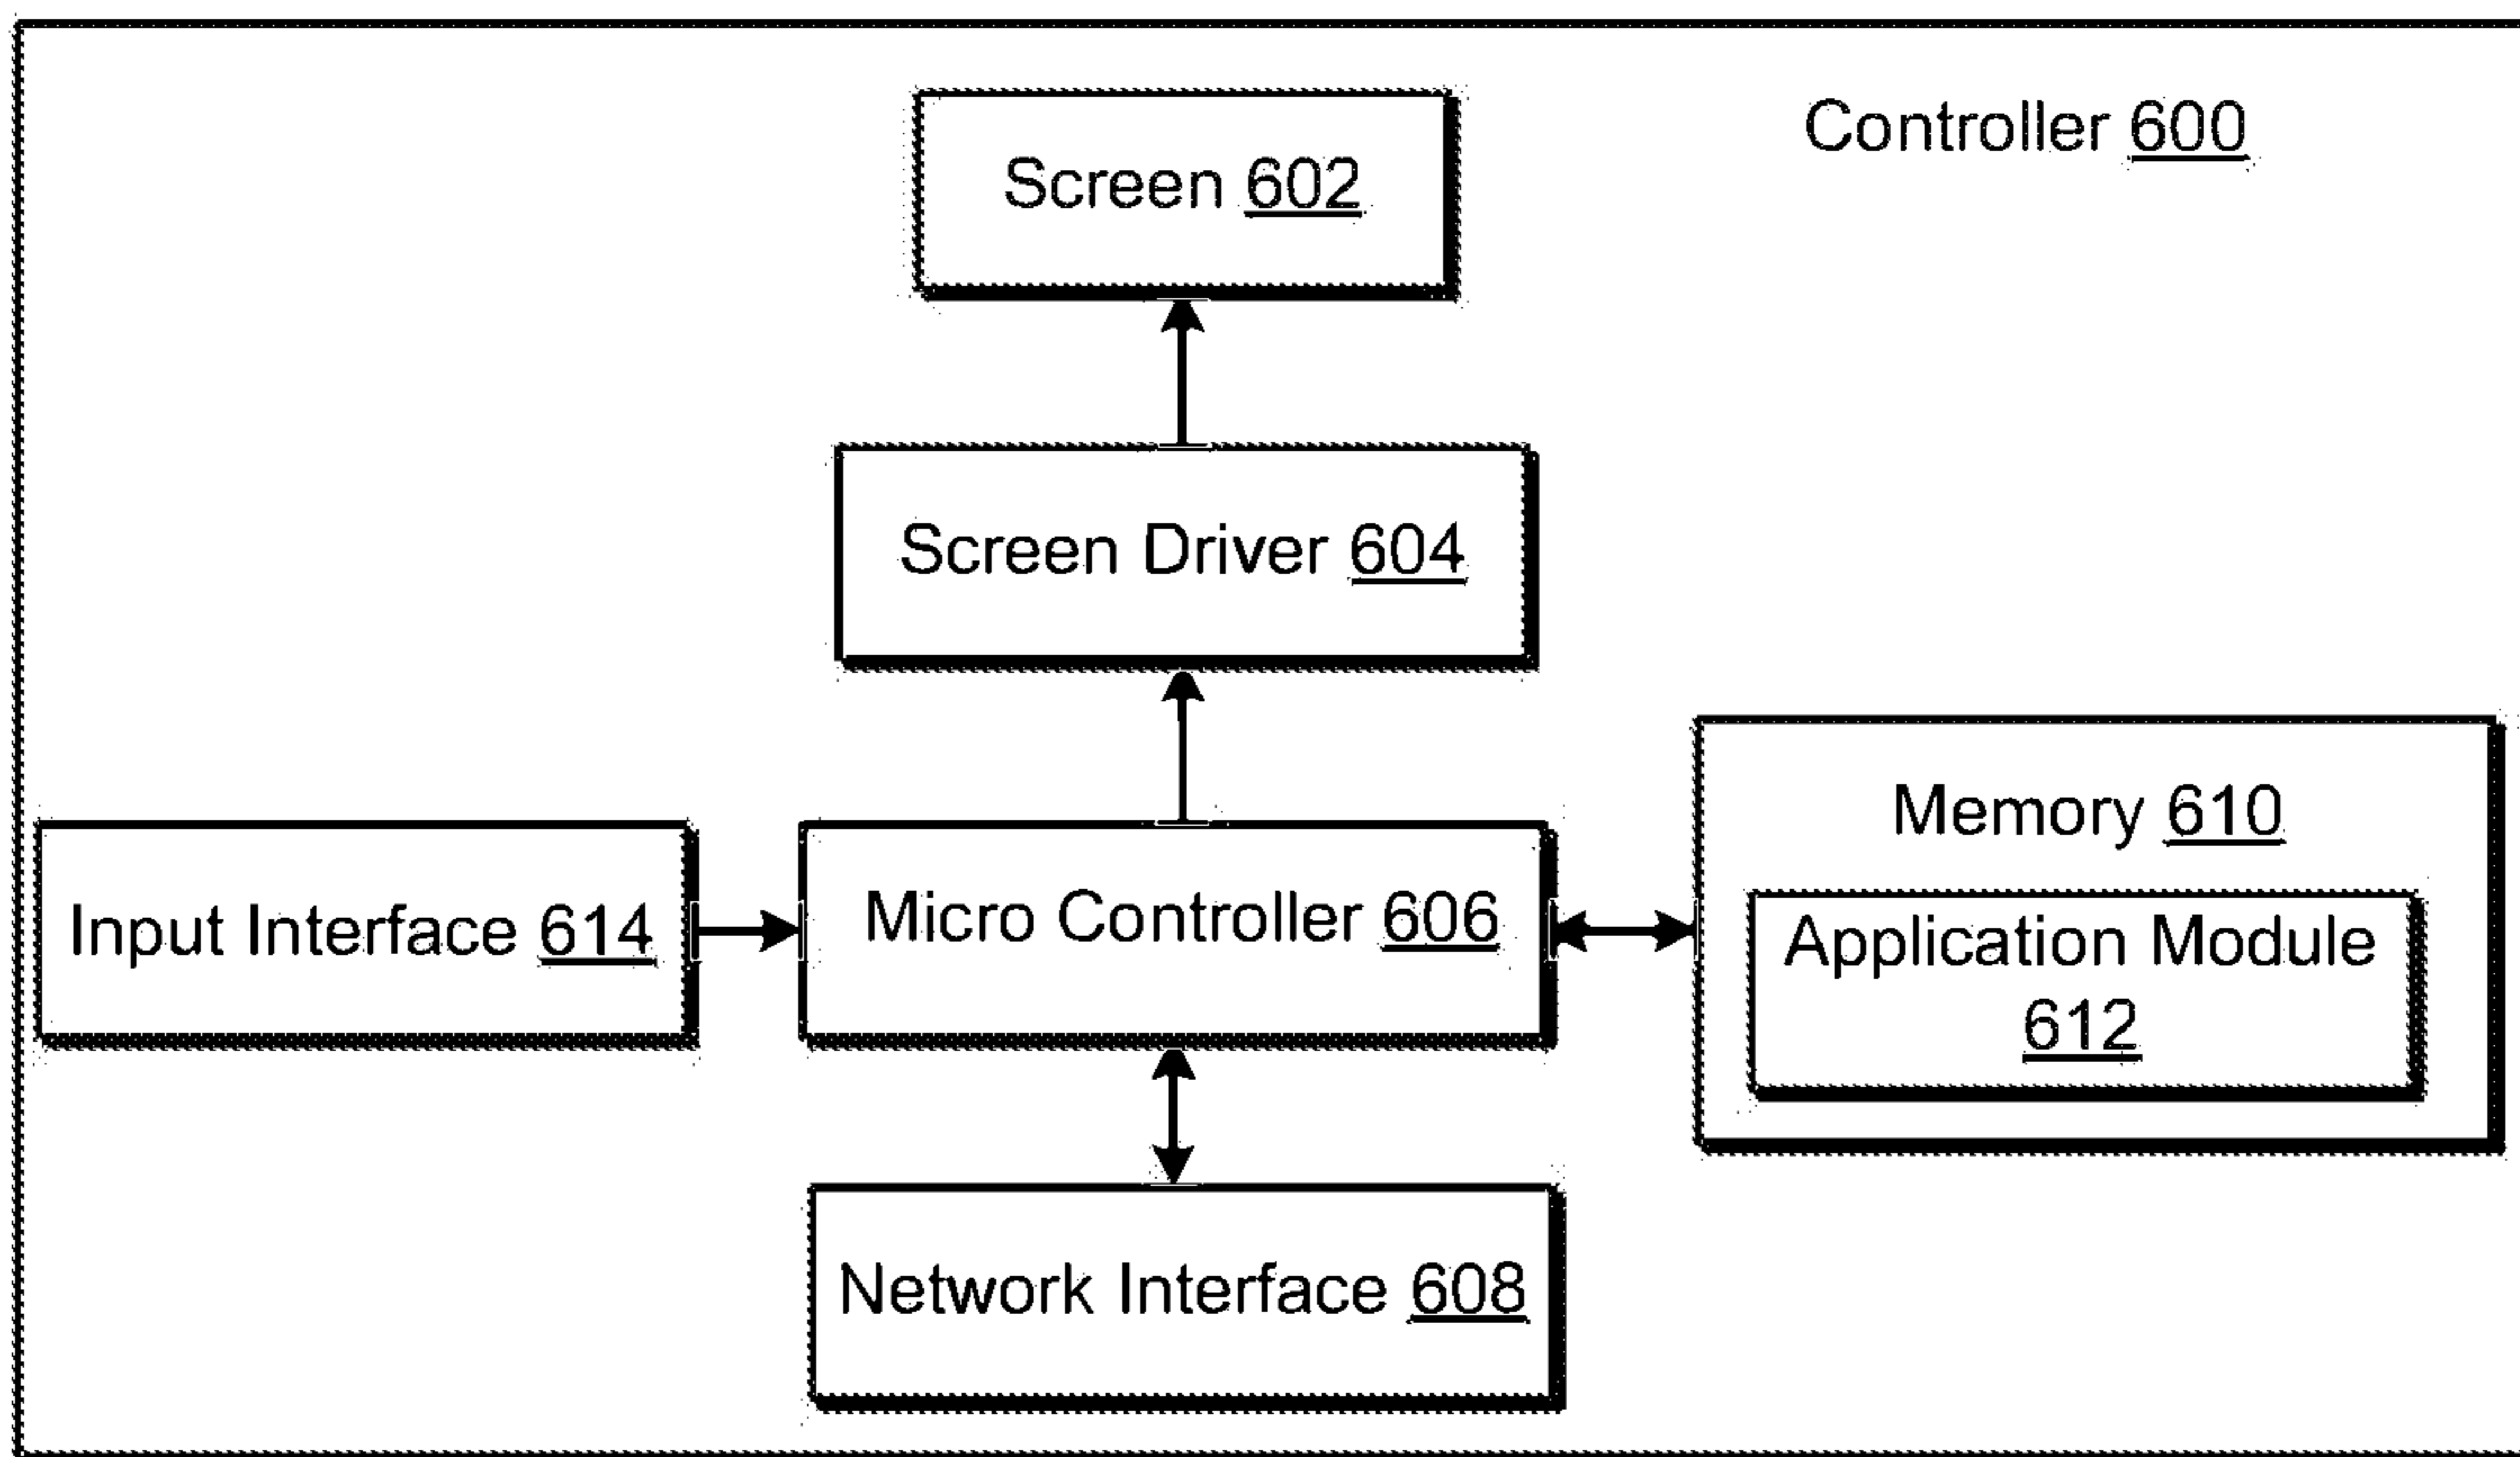 Controller 600
Screen 602
Screen Driver 604
Memory 610
Input Interface 614
Micro Controller 606
Application Module
612
Network Interface 608